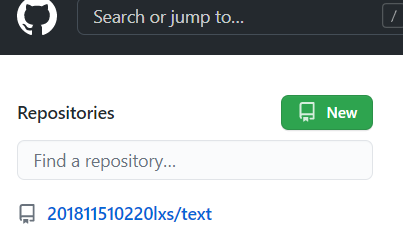 Search or jump to...
/
Repositories
New
Find a repository...
201811510220lxs/text